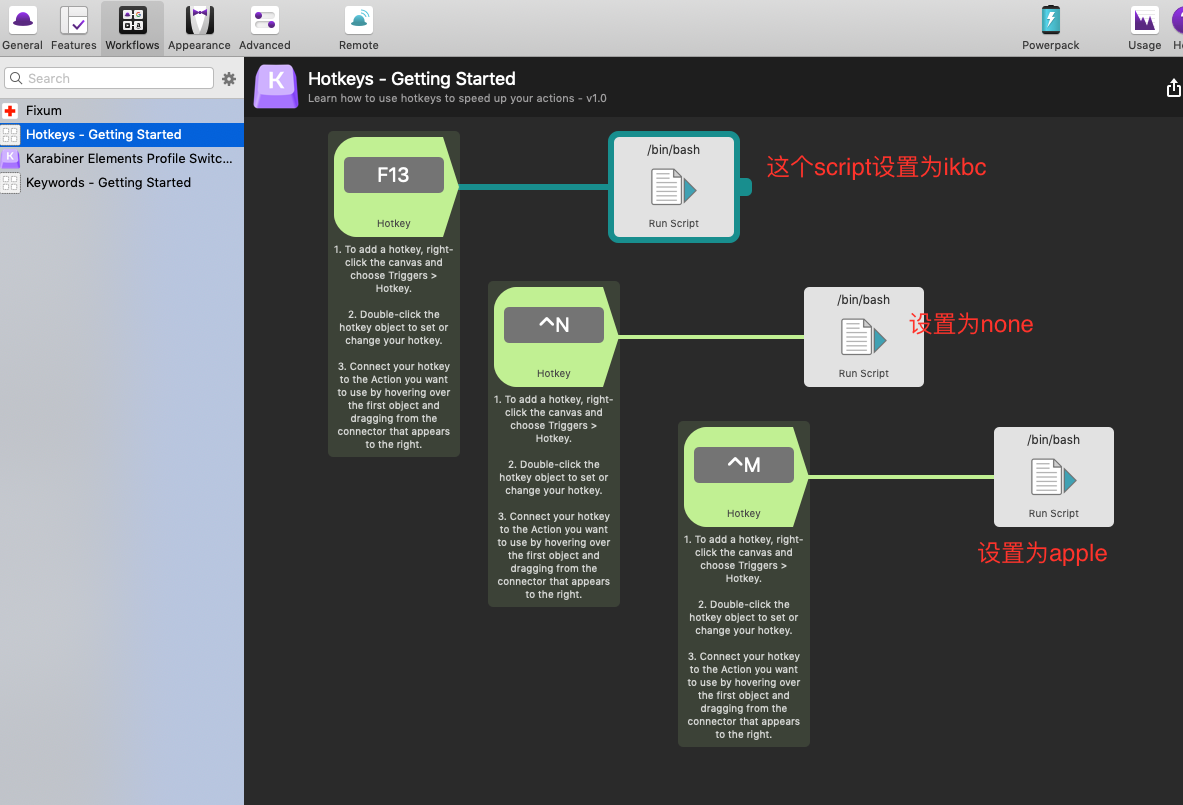 General
Features
Workflows
Appearance
Advanced
Remote
Powerpack
Usage
Search
Fixum
Hotkeys - Getting Started
Karabiner Elements Profile Switc...
Keywords - Getting Started
K
K
Hotkeys - Getting Started
Learn how to use hotkeys to speed up your actions - v1.0
F13
Hotkey
1. To add a hotkey, right-
click the canvas and
choose Triggers >
Hotkey.
2. Double-click the
hotkey object to set or
change your hotkey.
3. Connect your hotkey
to the Action you want
to use by hovering over
the first object and
dragging from the
connector that appears
to the right.
/bin/bash
Run Script
这个script设置为ikbc
^N
Hotkey
1. To add a hotkey, right-
click the canvas and
choose Triggers >
Hotkey.
2. Double-click the
hotkey object to set or
change your hotkey.
3. Connect your hotkey
to the Action you want
to use by hovering over
the first object and
dragging from the
connector that appears
to the right.
/bin/bash
Run Script
设置为none
^M
Hotkey
1. To add a hotkey, right-
click the canvas and
choose Triggers >
Hotkey.
2. Double-click the
hotkey object to set or
change your hotkey.
3. Connect your hotkey
to the Action you want
to use by hovering over
the first object and
dragging from the
connector that appears
to the right.
/bin/bash
Run Script
设置为apple